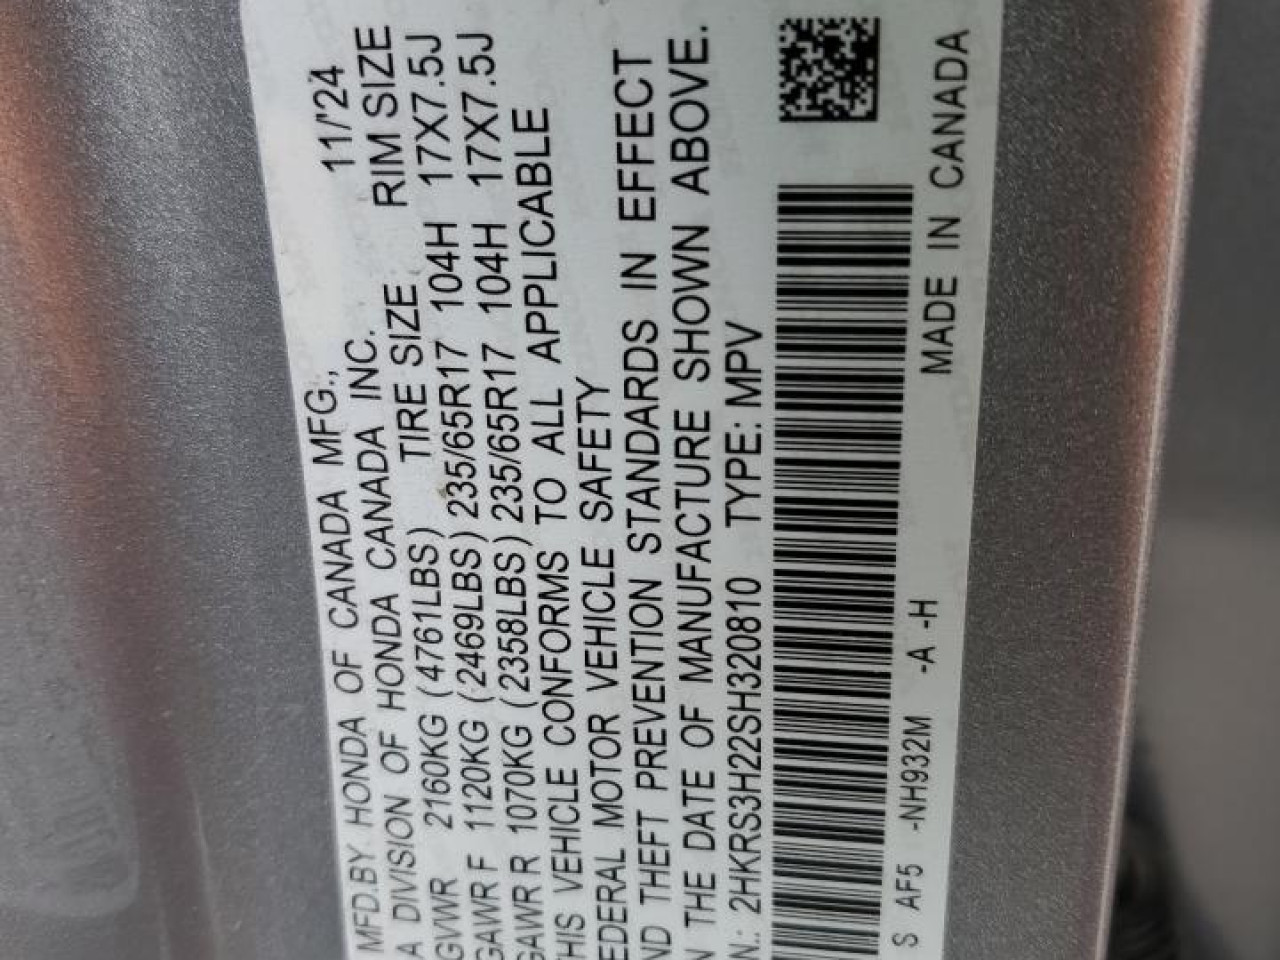 MFD.BY HONDA OF CANADA MFG., 11/'24
A DIVISION OF HONDA CANADA INC.
TIRE SIZE RIM SIZE
GVWR 2160KG (4761LBS)
GAWR F 1120KG (2469LBS) 235/65R17 104H 17X7.5J
GAWR R 1070KG (2358LBS) 235/65R17 104H 17X7.5J
THIS VEHICLE CONFORMS TO ALL APPLICABLE
FEDERAL MOTOR VEHICLE SAFETY
ND THEFT PREVENTION STANDARDS IN EFFECT
N THE DATE OF MANUFACTURE SHOWN ABOVE.
N.: 2HKRS3H22SH320810 TYPE: MPV
S AF5 -NH932M -A -H MADE IN CANADA